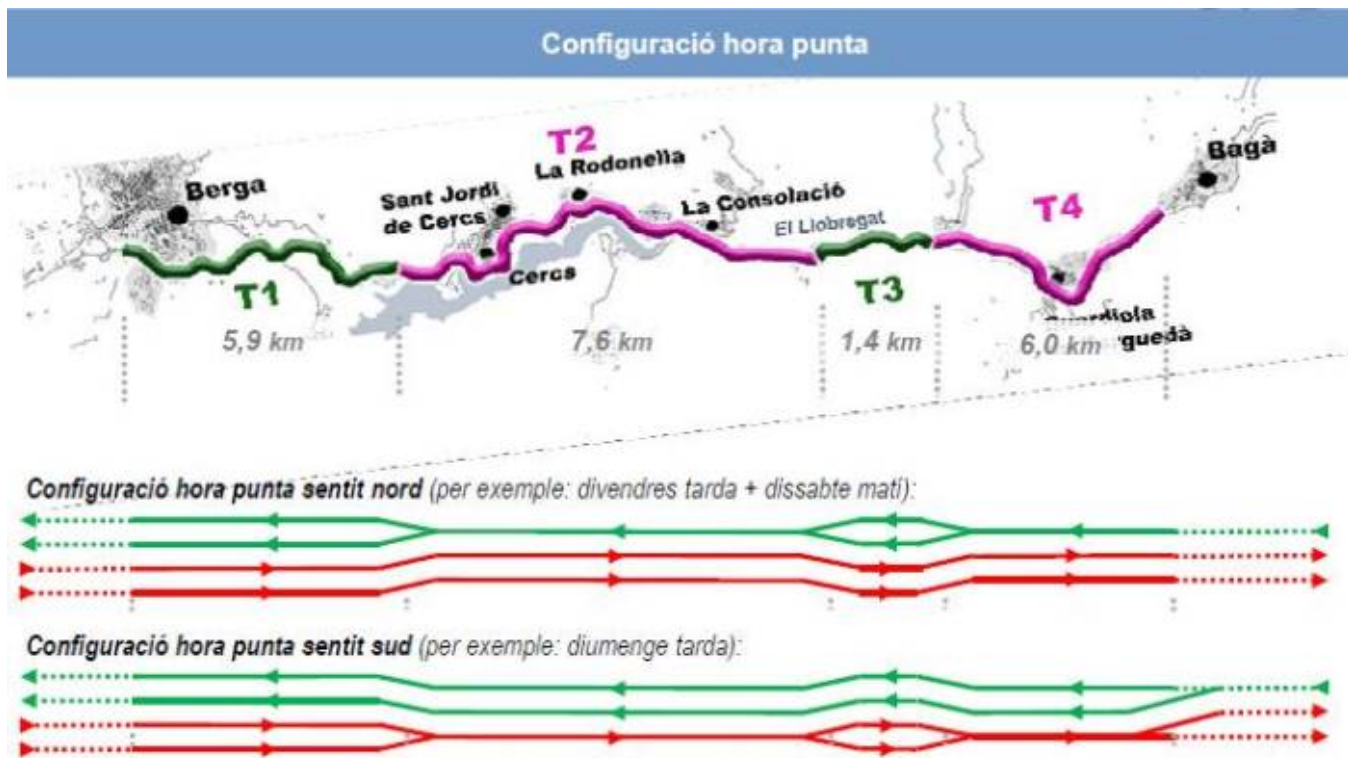 Configuració hora punta
T2
La Rodonella
Bagà
Berga
Sant Jordi
de Cercs
La Consolació
T4
El Llobregat
Cercs
T1
T3
5,9 km
7,6 km
1,4 km
6,0 km
Configuració hora punta sentit nord (per exemple: divendres tarda + dissabte matí):
Configuració hora punta sentit sud (per exemple: diumenge tarda):